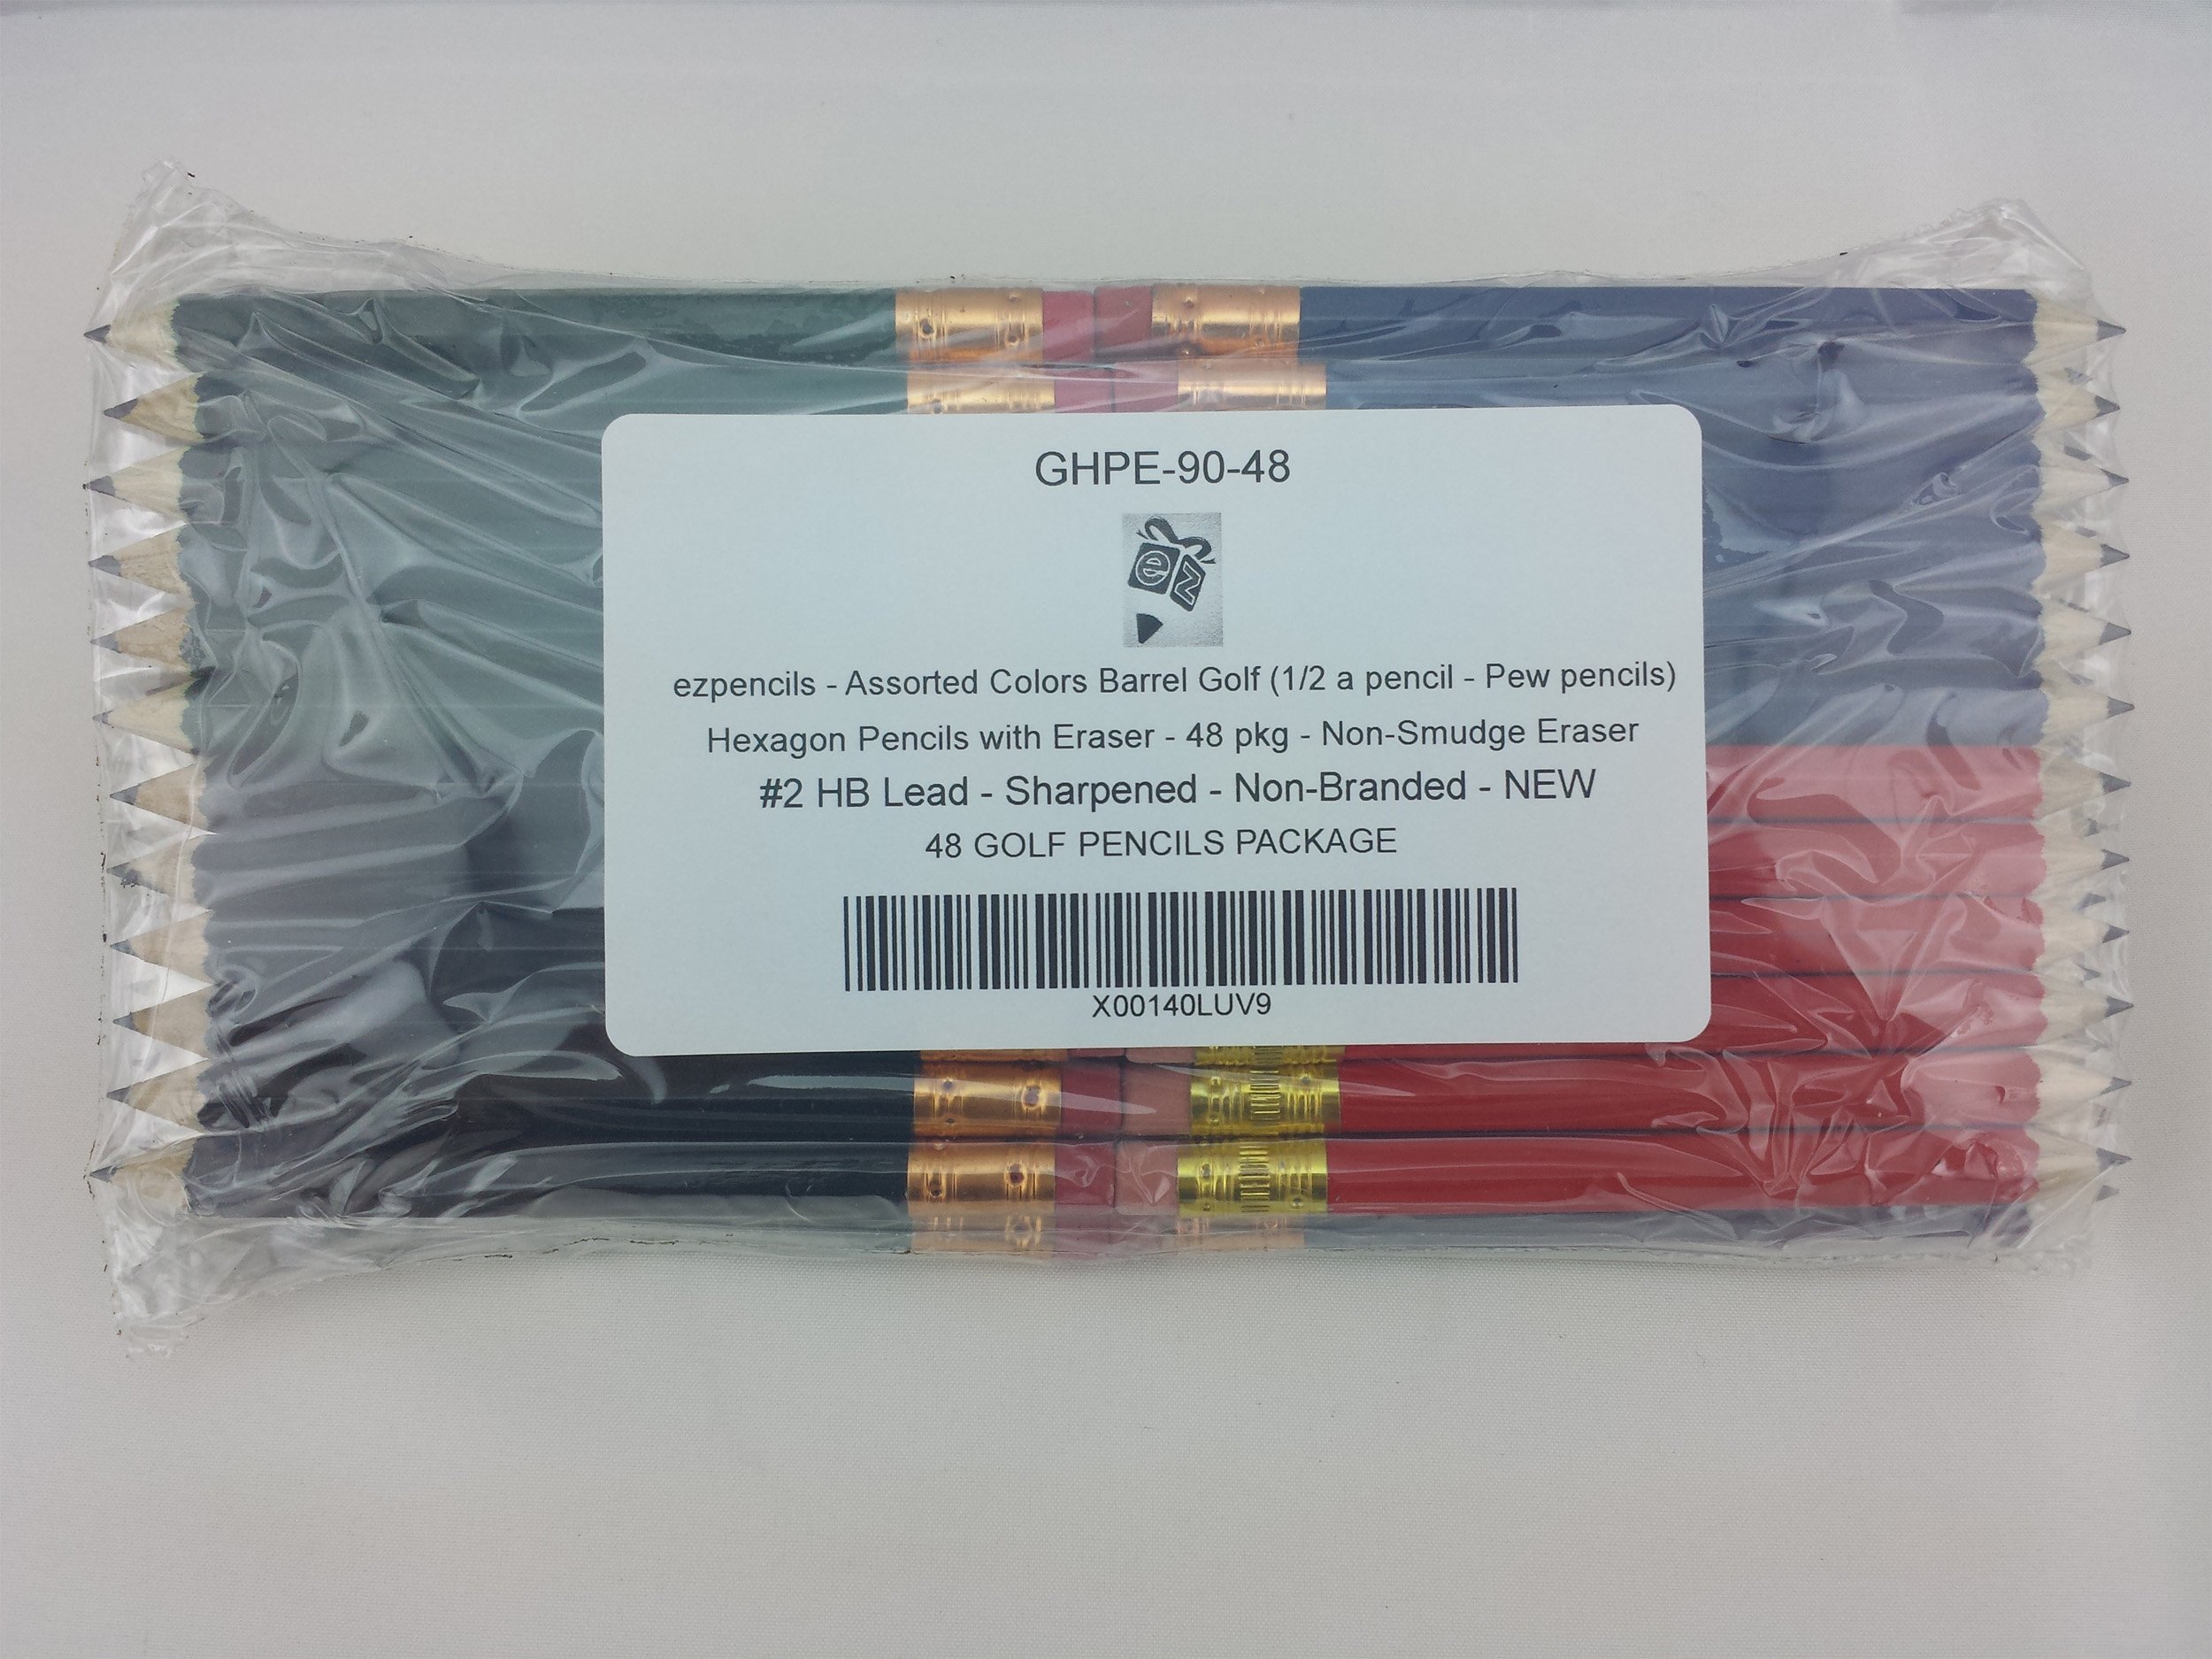 GHPE-90-48
ez
ezpencils - Assorted Colors Barrel Golf (1/2 a pencil - Pew pencils)
Hexagon Pencils with Eraser - 48 pkg - Non-Smudge Eraser
#2 HB Lead - Sharpened - Non-Branded - NEW
48 GOLF PENCILS PACKAGE
X00140LUV9